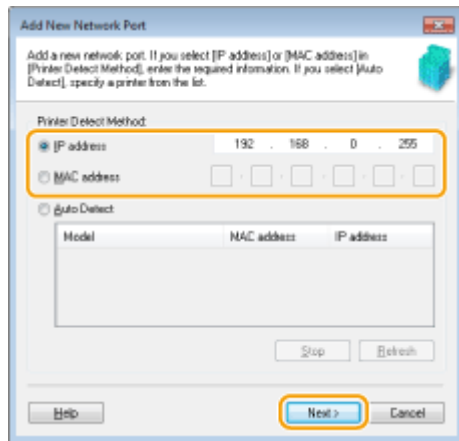 Add New Network Port
Add a new network port. If you select [IP address] or [MAC address] in
[Printer Detect Method], enter the required information. If you select [Auto
Detect], specify a printer from the list.
Printer Detect Method:
IP address 192 . 168 . 0 . 255
MAC address - - - - -
Auto Detect
Model MAC address IP address
Stop Refresh
Help Next > Cancel